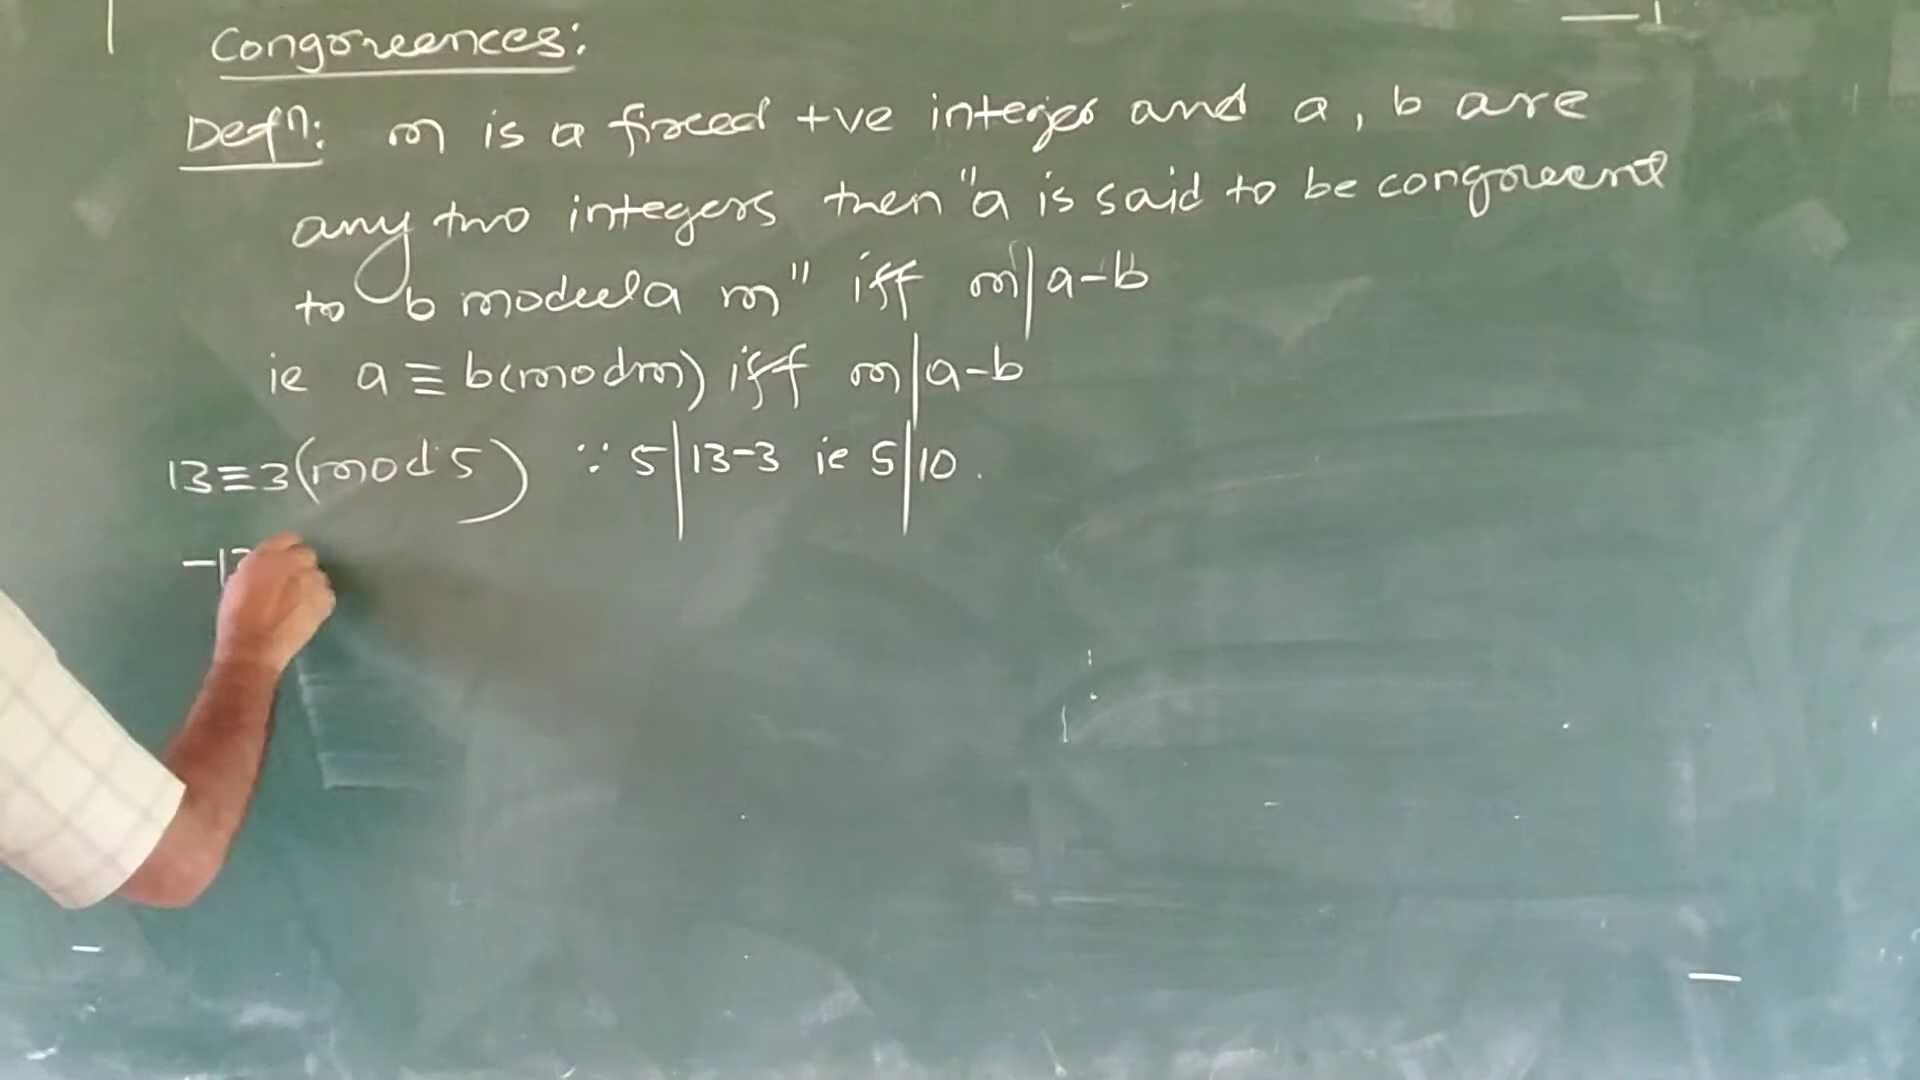 Congruences:
Defn: m is a fixed +ve integer and a, b are
any two integers then "a is said to be congruent
to b modula m" iff m|a-b
ie a ≡ b(mod m) iff m|a-b
13≡3(mod 5) ∵ 5|13-3 ie 5|10.